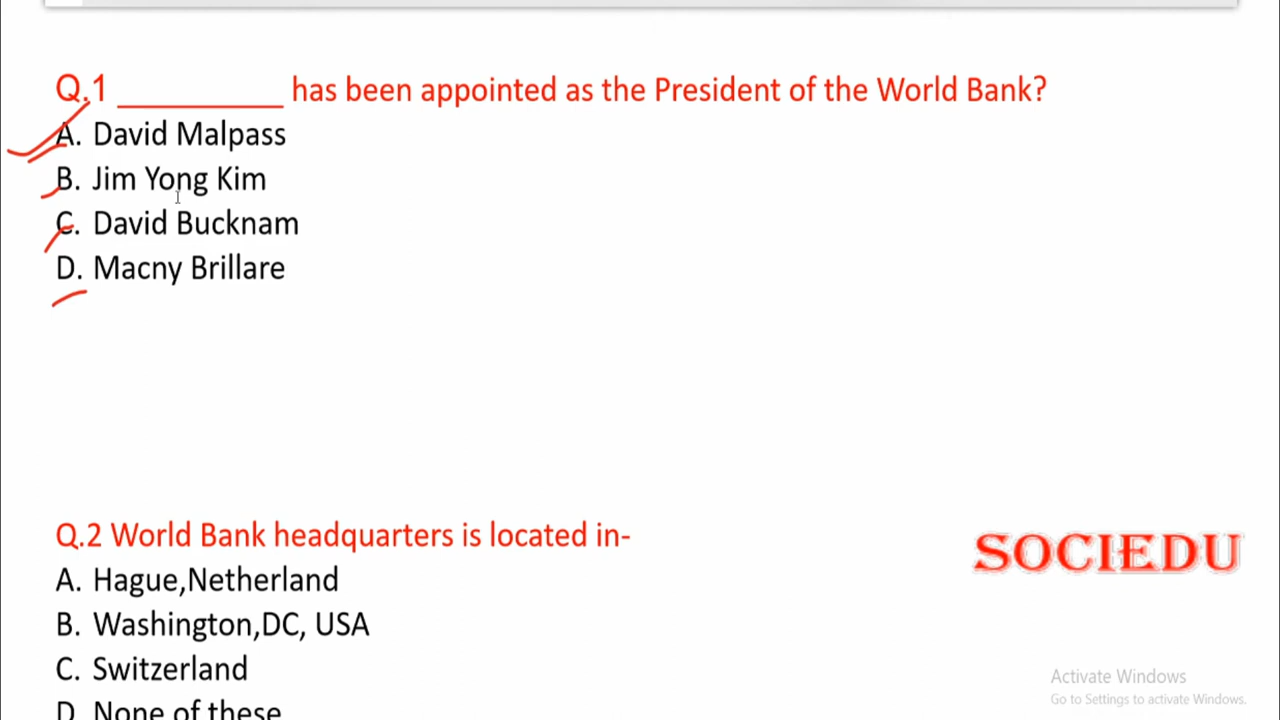 Q.1 __________ has been appointed as the President of the World Bank?
A. David Malpass
B. Jim Yong Kim
C. David Bucknam
D. Macny Brillare
Q.2 World Bank headquarters is located in-
SOCIEDU
A. Hague,Netherland
B. Washington,DC, USA
C. Switzerland
Activate Windows
Go to Settings to activate Windows.
D. None of these